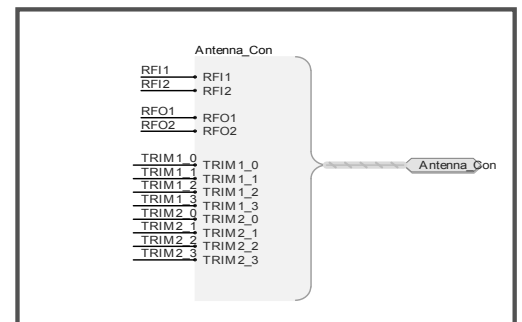 Antenna_Con
RFI1 RFI1
RFI2 RFI2
RFO1 RFO1
RFO2 RFO2
TRIM1_0 TRIM1_0
TRIM1_1 TRIM1_1
TRIM1_2 TRIM1_2
TRIM1_3 TRIM1_3
TRIM2_0 TRIM2_0
TRIM2_1 TRIM2_1
TRIM2_2 TRIM2_2
TRIM2_3 TRIM2_3
Antenna_Con